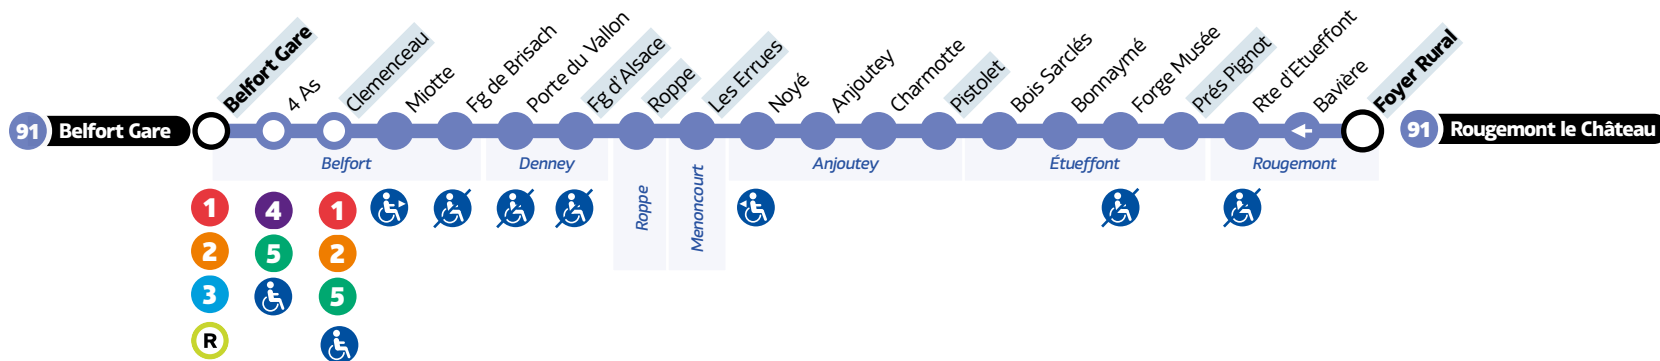 Belfort Gare
4 As
Clemenceau
Miotte
Fg de Brisach
Porte du Vallon
Fg d'Alsace
Roppe
Les Errues
Noyé
Anjoutey
Charmotte
Pistolet
Bois Sarclés
Bonnaymé
Forge Musée
Prés Pignot
Rte d'Etueffont
Bavière
Foyer Rural
91 Belfort Gare
91 Rougemont le Château
Belfort
Denney
Roppe
Menoncourt
Anjoutey
Étueffont
Rougemont
1 4 1
2 5 2
3 5
R